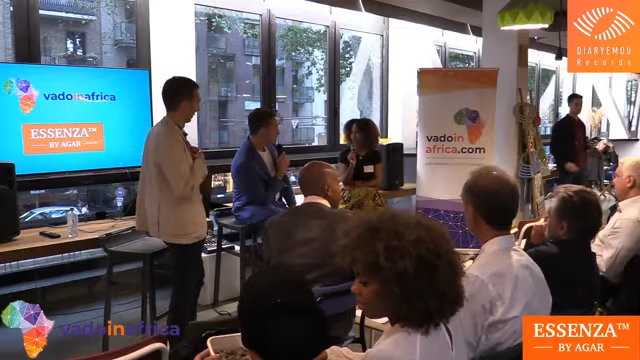 vadoinafrica
ESSENZA™
BY AGAR
vadoin
africa.com
DIARYEMOU
Records
vadoinafrica
ESSENZA™
BY AGAR